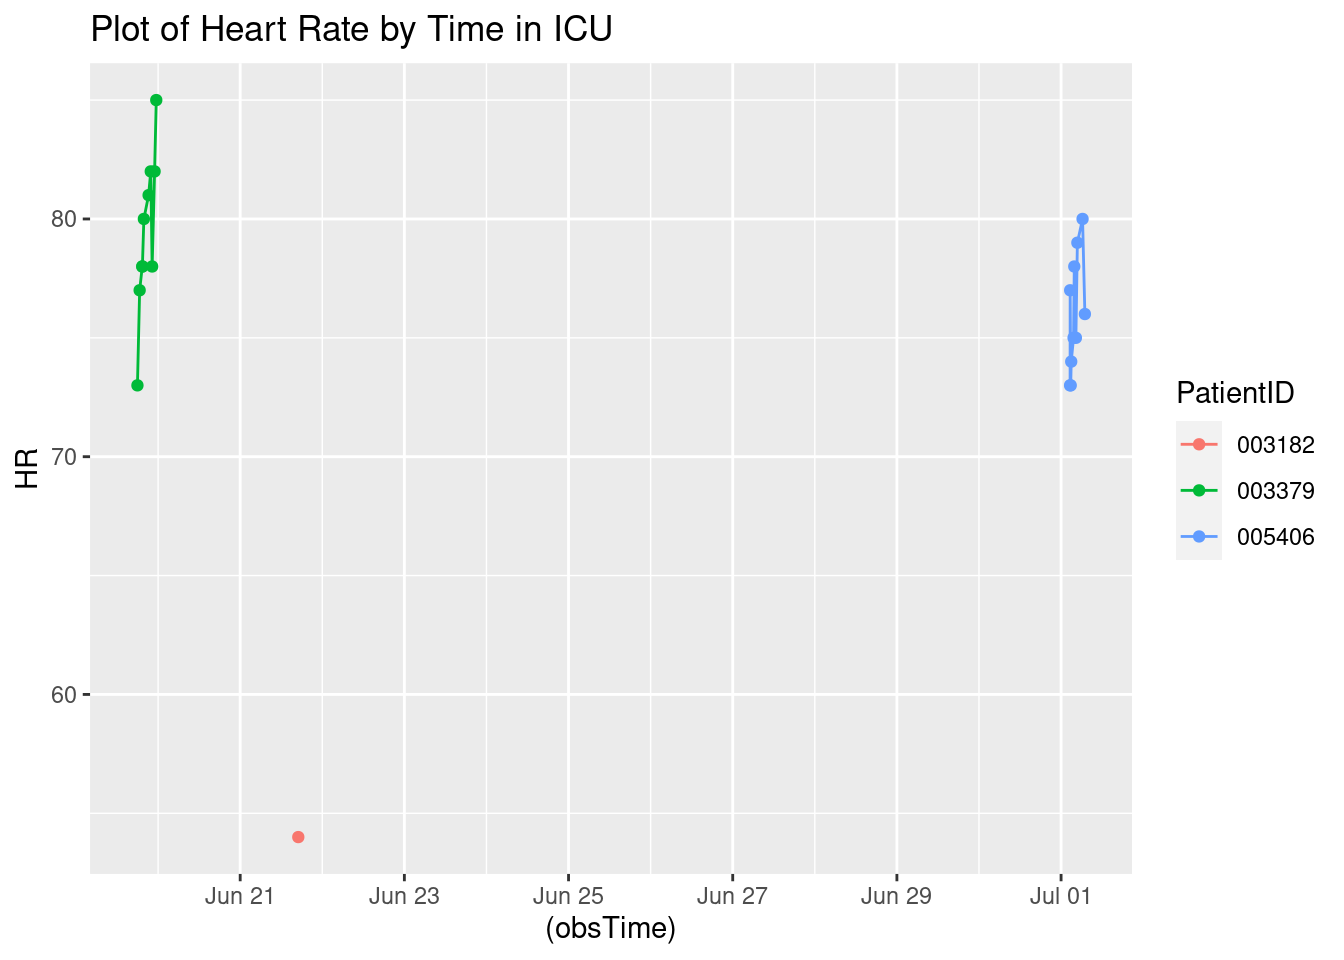 Plot of Heart Rate by Time in ICU
80
70
60
HR
Jun 21
Jun 23
Jun 25
Jun 27
Jun 29
Jul 01
(obsTime)
PatientID
003182
003379
005406